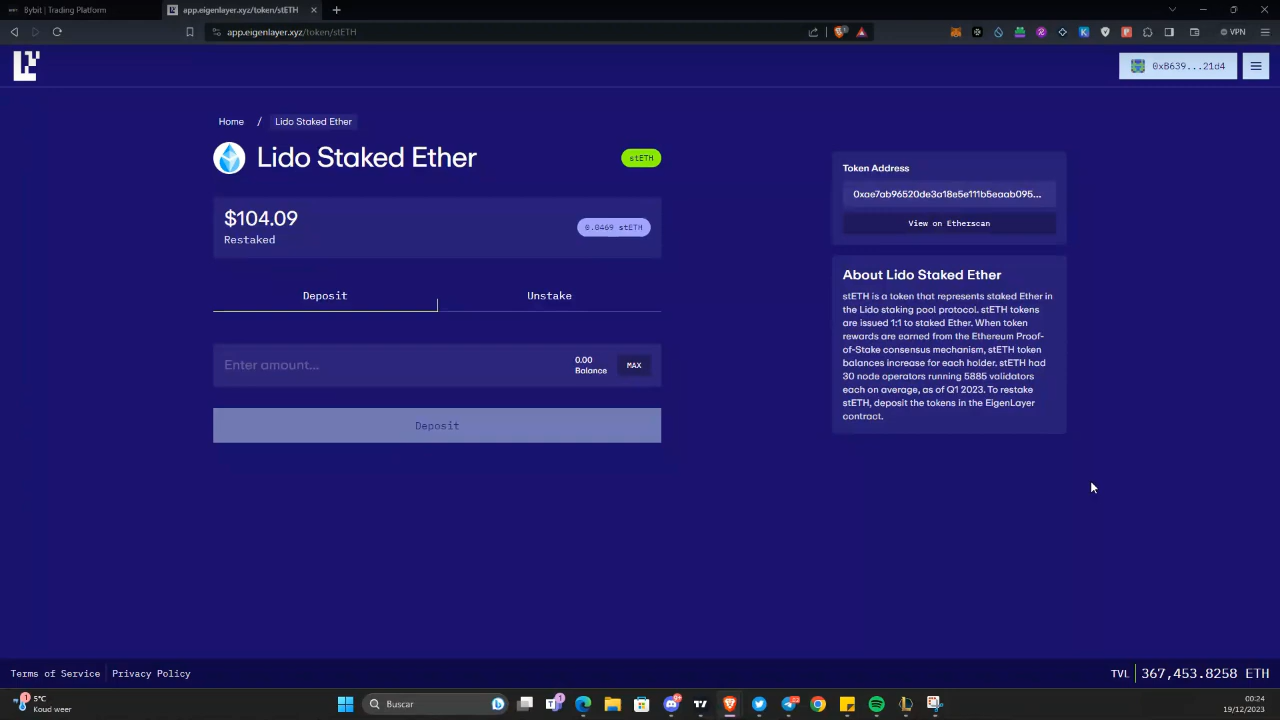 Bybit | Trading Platform
app.eigenlayer.xyz/token/stETH
app.eigenlayer.xyz/token/stETH
VPN
0xB639...21d4
Home / Lido Staked Ether
Lido Staked Ether
stETH
$104.09
Restaked
0.0469 stETH
Deposit
Unstake
Enter amount...
0.00
Balance
MAX
Deposit
Token Address
0xae7ab96520de3a18e5e111b5eaab095...
View on Etherscan
About Lido Staked Ether
stETH is a token that represents staked Ether in
the Lido staking pool protocol. stETH tokens
are issued 1:1 to staked Ether. When token
rewards are earned from the Ethereum Proof-
of-Stake consensus mechanism, stETH token
balances increase for each holder. stETH had
30 node operators running 5885 validators
each on average, as of Q1 2023. To restake
stETH, deposit the tokens in the EigenLayer
contract.
Terms of Service
Privacy Policy
TVL 367,453.8258 ETH
5°C
Koud weer
Buscar
00:24
19/12/2023